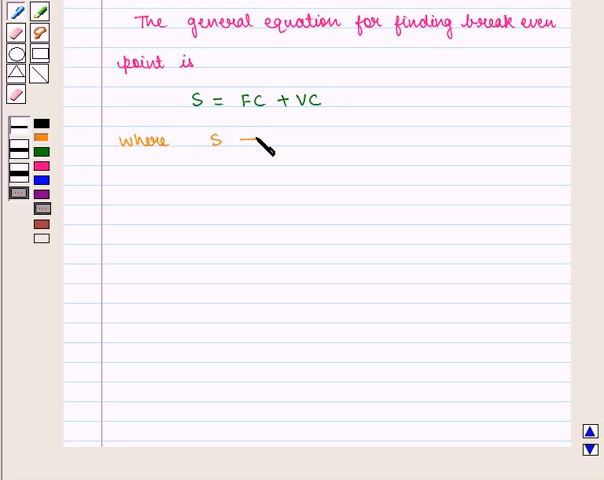 The general equation for finding break even
point is
S = FC + VC
where S —